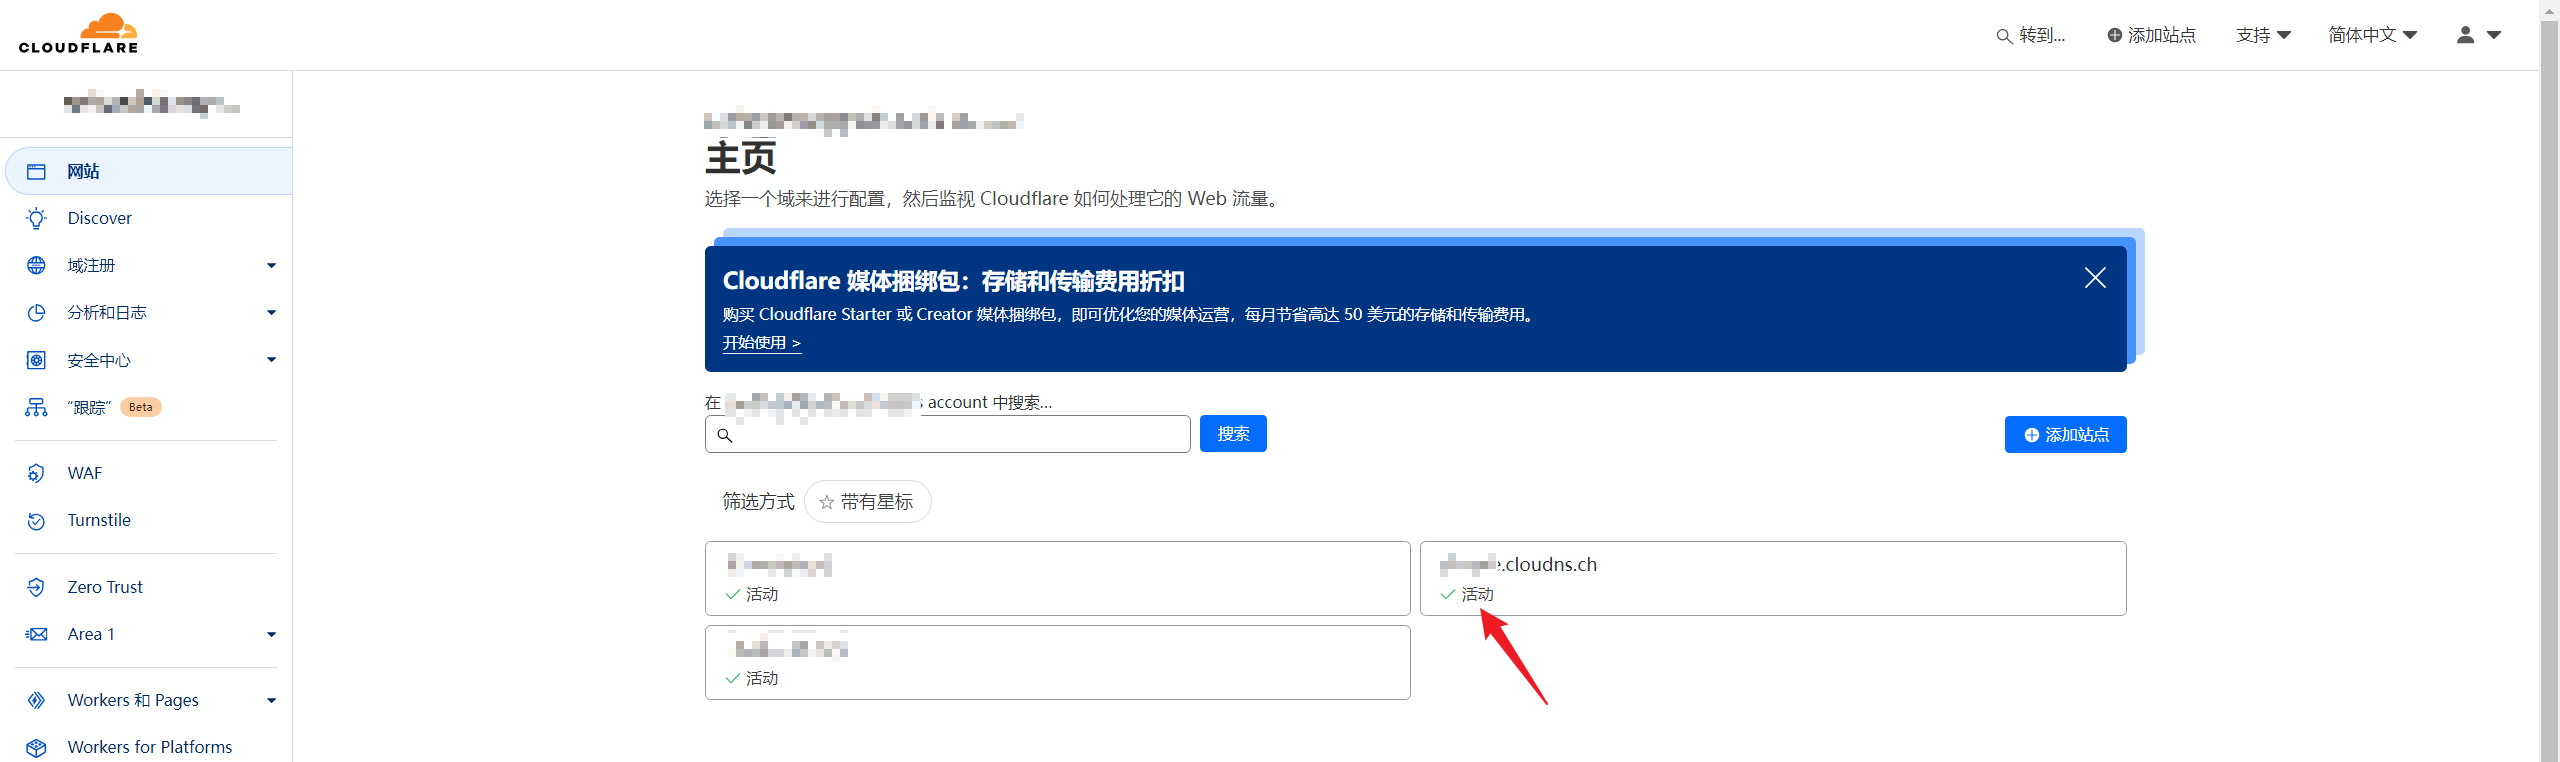 CLOUDFLARE
转到...
添加站点
支持
简体中文
网站
Discover
域注册
分析和日志
安全中心
“跟踪” Beta
WAF
Turnstile
Zero Trust
Area 1
Workers 和 Pages
Workers for Platforms
主页
选择一个域来进行配置，然后监视 Cloudflare 如何处理它的 Web 流量。
Cloudflare 媒体捆绑包：存储和传输费用折扣
购买 Cloudflare Starter 或 Creator 媒体捆绑包，即可优化您的媒体运营，每月节省高达 50 美元的存储和传输费用。
开始使用 >
在 account 中搜索...
搜索
添加站点
筛选方式 带有星标
活动
.cloudns.ch
活动
活动